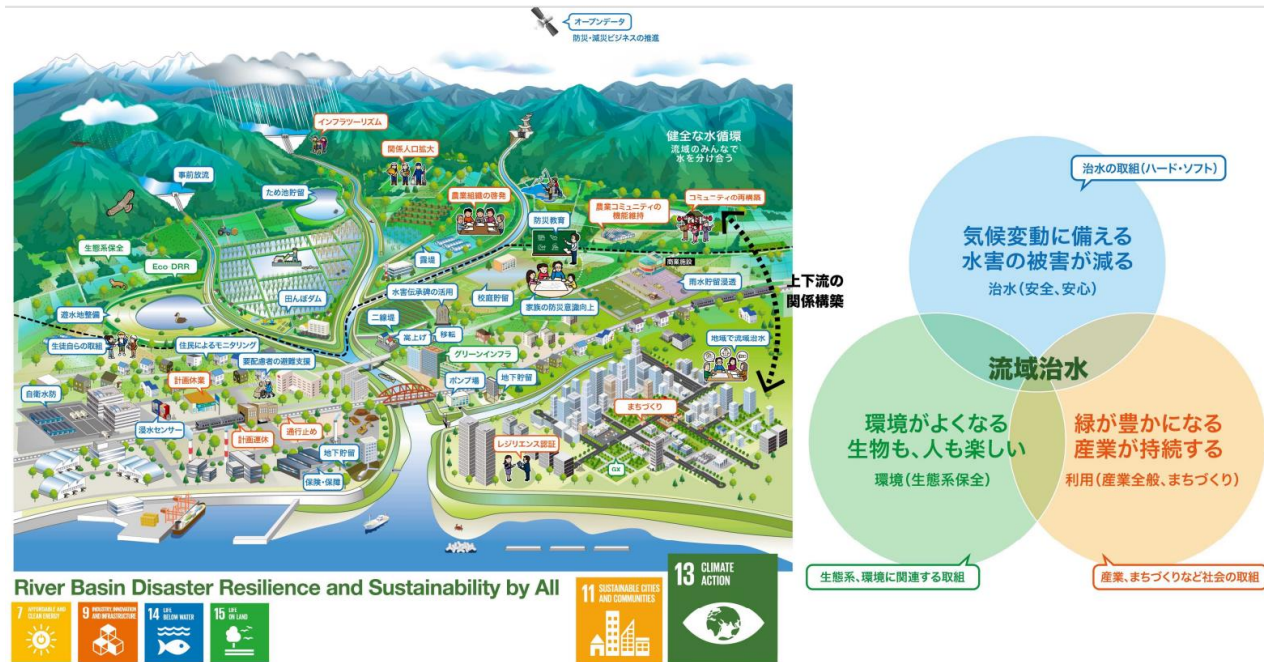 オープンデータ
防災・減災ビジネスの推進
インフラツーリズム
健全な水循環
流域のみんなで
水を分け合う
関係人口拡大
事前放流
ため池貯留
農業組織の啓発
農業コミュニティの
機能維持
コミュニティの再構築
防災教育
生態系保全
Eco DRR
霞堤
商業施設
雨水貯留浸透
上下流の
関係構築
田んぼダム
水害伝承碑の活用
校庭貯留
家族の防災意識向上
遊水地整備
二線堤
嵩上げ
移転
生徒自らの取組
住民によるモニタリング
要配慮者の避難支援
グリーンインフラ
地域で流域治水
計画休業
ポンプ場
地下貯留
自衛水防
まちづくり
浸水センサー
計画運休
通行止め
レジリエンス認証
地下貯留
保険・保障
GX
River Basin Disaster Resilience and Sustainability by All
7 AFFORDABLE AND
CLEAN ENERGY
9 INDUSTRY, INNOVATION
AND INFRASTRUCTURE
14 LIFE
BELOW WATER
15 LIFE
ON LAND
11 SUSTAINABLE CITIES
AND COMMUNITIES
13 CLIMATE
ACTION
治水の取組(ハード・ソフト)
気候変動に備える
水害の被害が減る
治水(安全、安心)
流域治水
環境がよくなる
生物も、人も楽しい
環境(生態系保全)
緑が豊かになる
産業が持続する
利用(産業全般、まちづくり)
生態系、環境に関連する取組
産業、まちづくりなど社会の取組